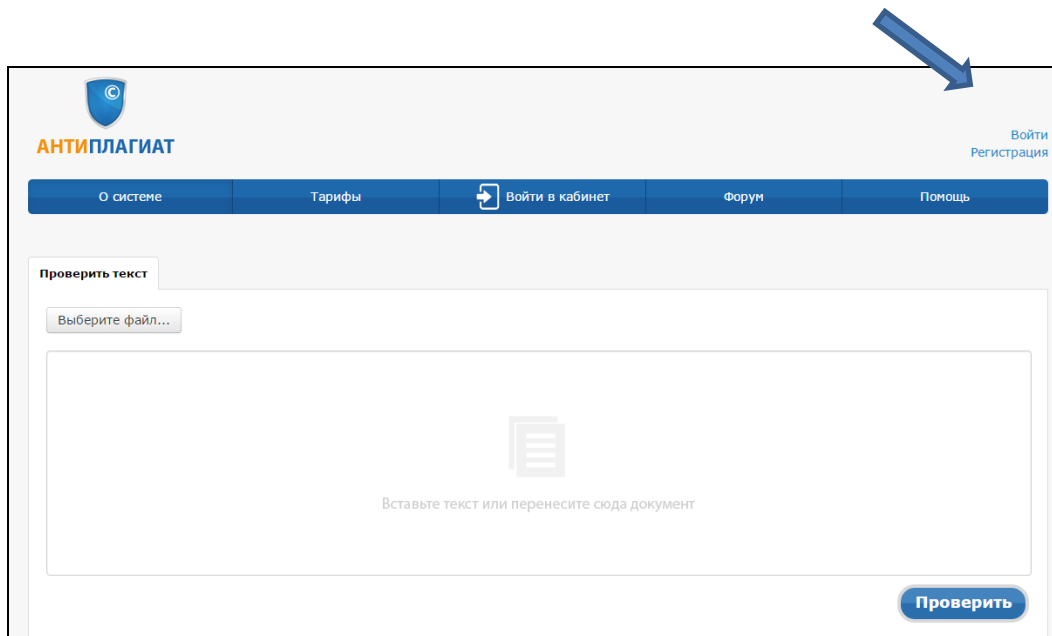 ©
АНТИПЛАГИАТ
Войти
Регистрация
О системе Тарифы Войти в кабинет Форум Помощь
Проверить текст
Выберите файл...
Вставьте текст или перенесите сюда документ
Проверить